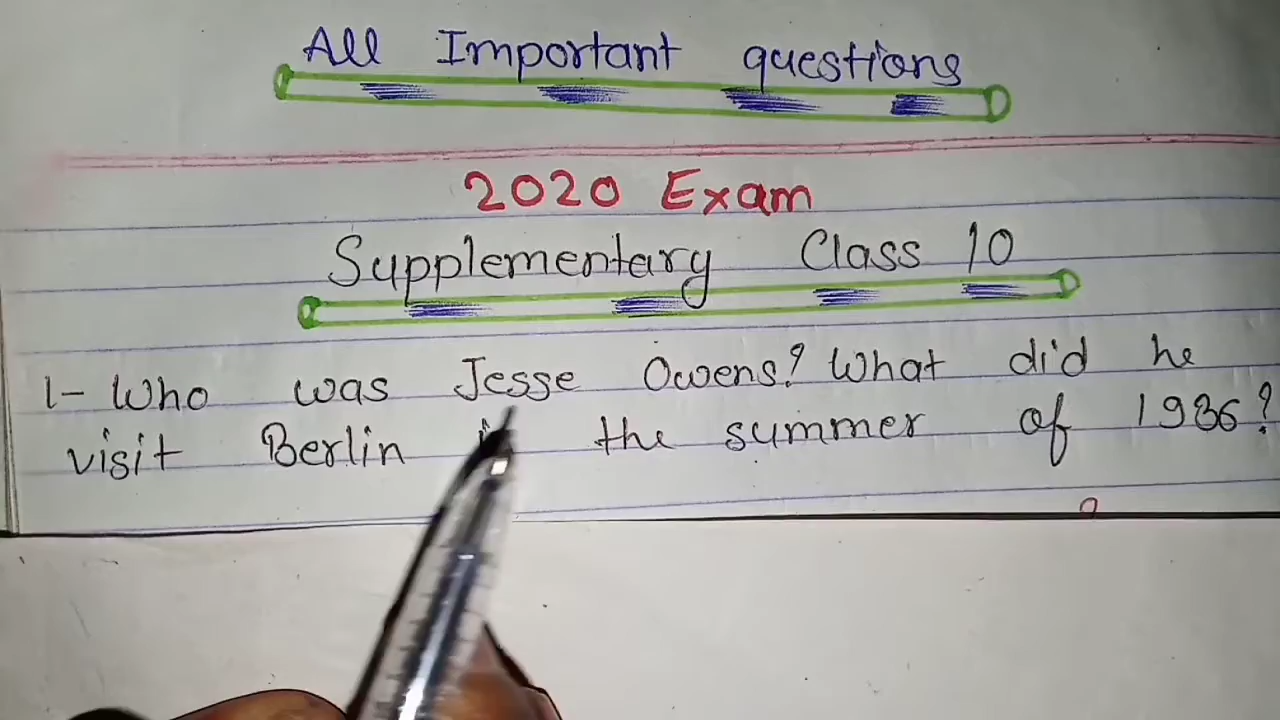 All Important questions
2020 Exam
Supplementary Class 10
1- Who was Jesse Owens? What did he
visit Berlin the summer of 1936?